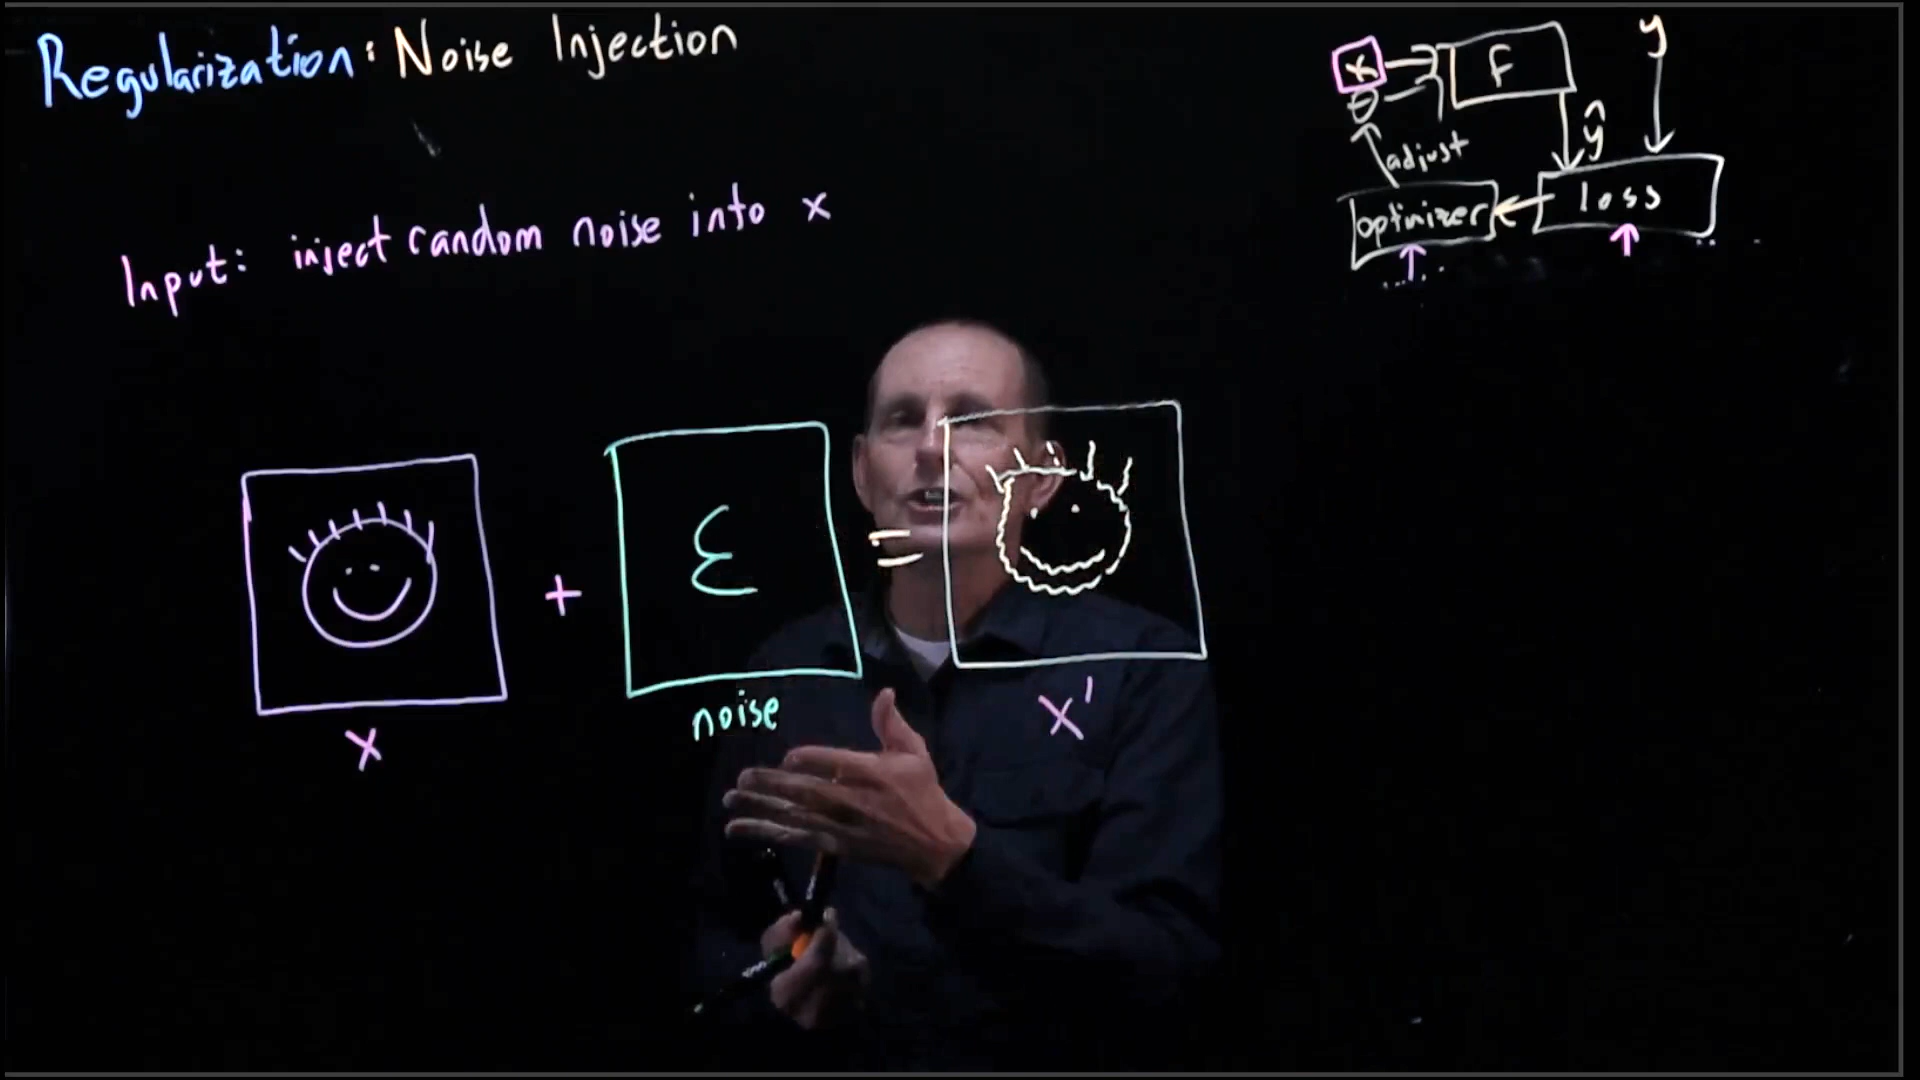 Regularization: Noise Injection
x
θ
F
y
ŷ
adjust
optimizer
loss
Input: inject random noise into x
+
ε
=
x
noise
x'